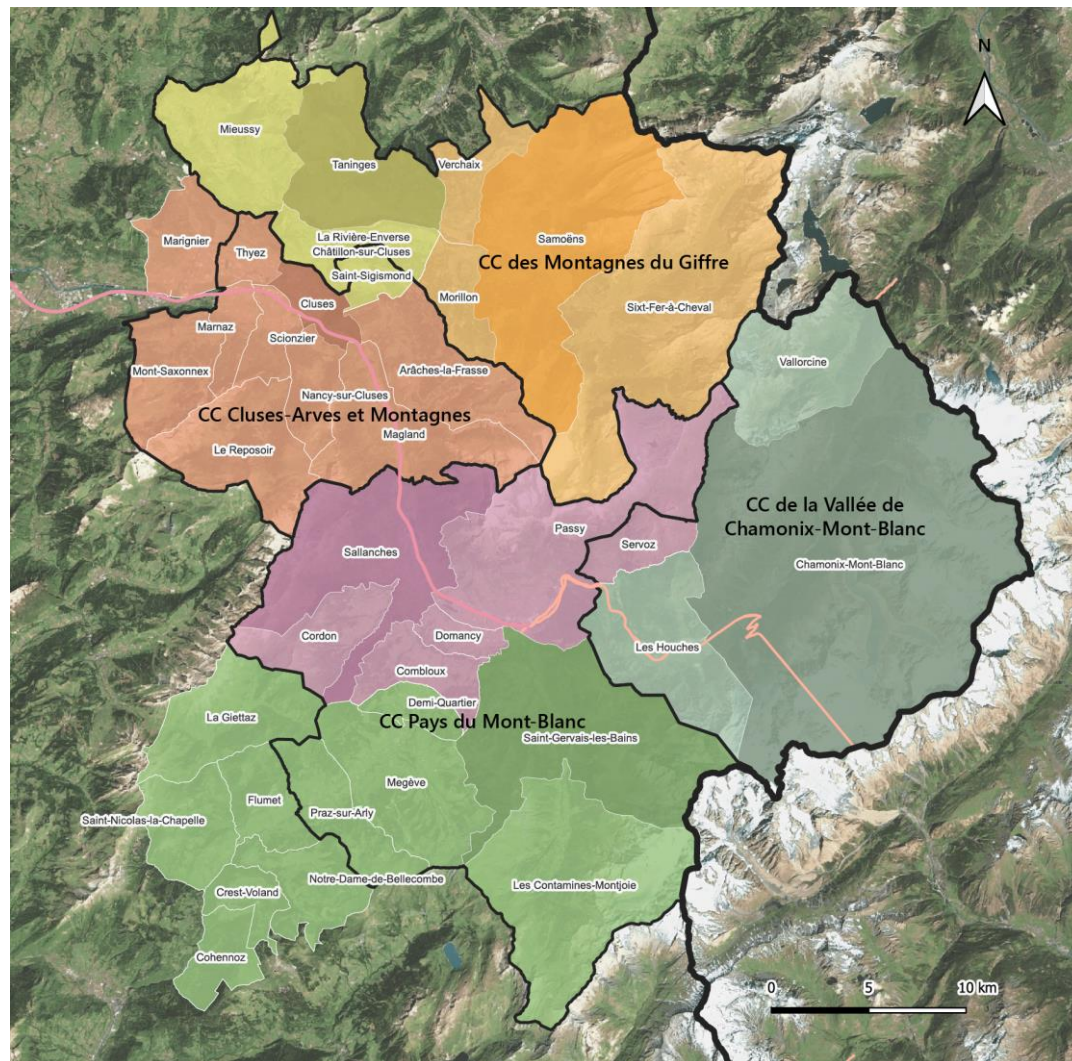 N
Mieussy
Taninges
Verchaix
Marignier
Thyez
La Rivière-Enverse
Châtillon-sur-Cluses
Saint-Sigismond
Samoëns
CC des Montagnes du Giffre
Cluses
Morillon
Sixt-Fer-à-Cheval
Marnaz
Scionzier
Vallorcine
Mont-Saxonnex
Arâches-la-Frasse
Nancy-sur-Cluses
CC Cluses-Arves et Montagnes
Magland
Le Reposoir
CC de la Vallée de
Chamonix-Mont-Blanc
Passy
Servoz
Sallanches
Chamonix-Mont-Blanc
Cordon
Domancy
Les Houches
Combloux
Demi-Quartier
La Giettaz
CC Pays du Mont-Blanc
Saint-Gervais-les-Bains
Megève
Flumet
Praz-sur-Arly
Saint-Nicolas-la-Chapelle
Notre-Dame-de-Bellecombe
Crest-Voland
Les Contamines-Montjoie
Cohennoz
0 5 10 km